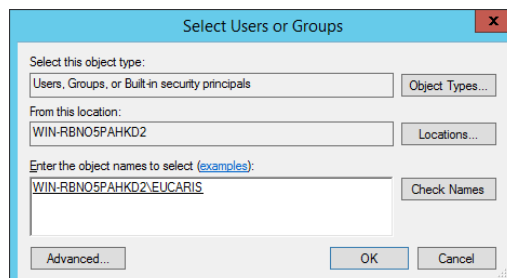 Select Users or Groups
x
Select this object type:
Users, Groups, or Built-in security principals
Object Types...
From this location:
WIN-RBNO5PAHKD2
Locations...
Enter the object names to select (examples):
WIN-RBNO5PAHKD2\EUCARIS
Check Names
Advanced...
OK
Cancel